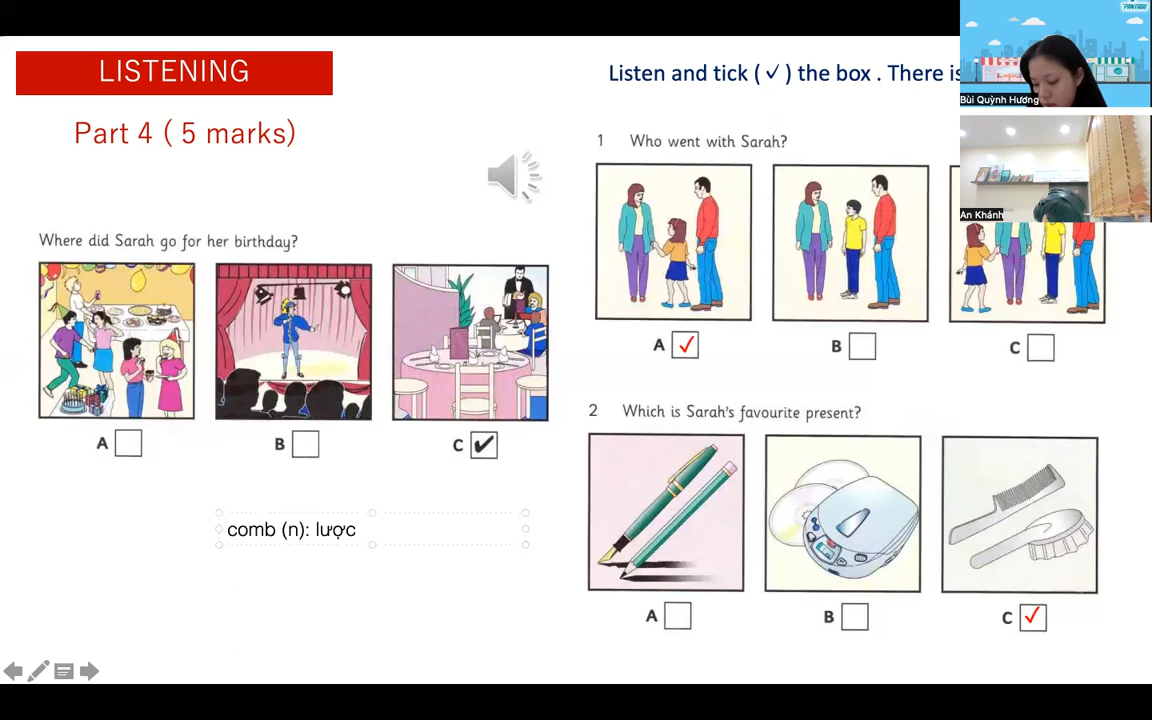 LISTENING
Part 4 ( 5 marks)
Listen and tick ( ✓ ) the box . There is
PANTADO
Bùi Quỳnh Hương
An Khánh
Where did Sarah go for her birthday?
A
B
C ✔
comb (n): lược
1 Who went with Sarah?
A ✓
B
C
2 Which is Sarah's favourite present?
A
B
C ✓